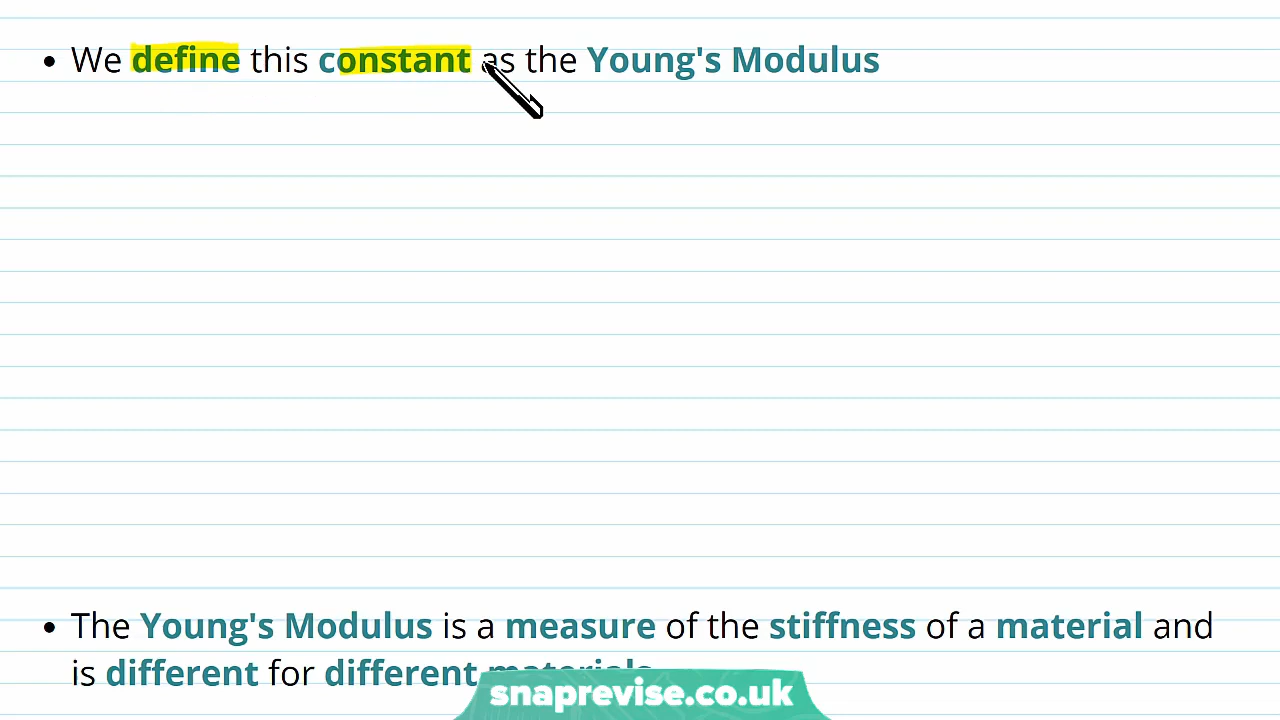 • We define this constant as the Young's Modulus
• The Young's Modulus is a measure of the stiffness of a material and
is different for different materials
snaprevise.co.uk